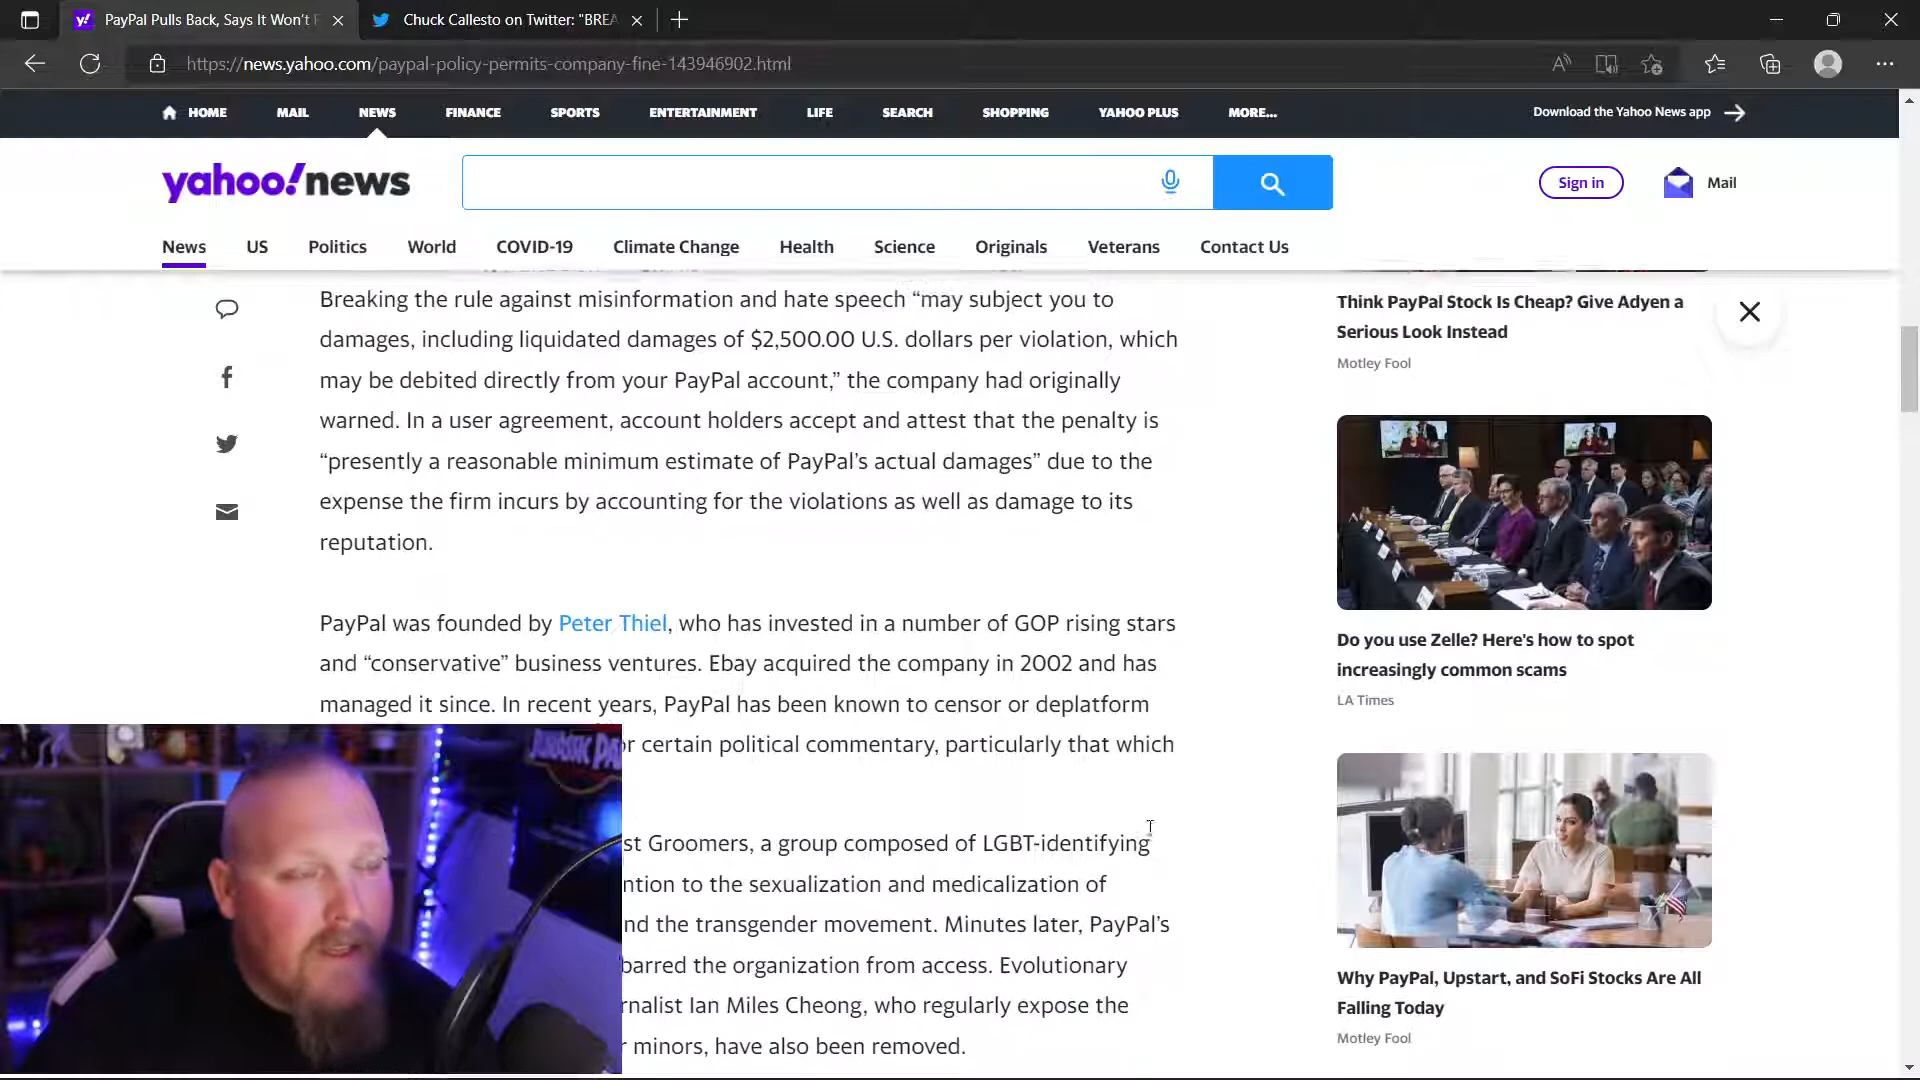 PayPal Pulls Back, Says It Won't F
Chuck Callesto on Twitter: "BREA
https://news.yahoo.com/paypal-policy-permits-company-fine-143946902.html
HOME MAIL NEWS FINANCE SPORTS ENTERTAINMENT LIFE SEARCH SHOPPING YAHOO PLUS MORE... Download the Yahoo News app
yahoo!news
Sign in
Mail
News US Politics World COVID-19 Climate Change Health Science Originals Veterans Contact Us
Breaking the rule against misinformation and hate speech “may subject you to
damages, including liquidated damages of $2,500.00 U.S. dollars per violation, which
may be debited directly from your PayPal account,” the company had originally
warned. In a user agreement, account holders accept and attest that the penalty is
“presently a reasonable minimum estimate of PayPal’s actual damages” due to the
expense the firm incurs by accounting for the violations as well as damage to its
reputation.
PayPal was founded by Peter Thiel, who has invested in a number of GOP rising stars
and “conservative” business ventures. Ebay acquired the company in 2002 and has
managed it since. In recent years, PayPal has been known to censor or deplatform
r certain political commentary, particularly that which
st Groomers, a group composed of LGBT-identifying
ntion to the sexualization and medicalization of
nd the transgender movement. Minutes later, PayPal’s
barred the organization from access. Evolutionary
rnalist Ian Miles Cheong, who regularly expose the
r minors, have also been removed.
JURASSIC PA
Think PayPal Stock Is Cheap? Give Adyen a
Serious Look Instead
Motley Fool
Do you use Zelle? Here's how to spot
increasingly common scams
LA Times
Why PayPal, Upstart, and SoFi Stocks Are All
Falling Today
Motley Fool